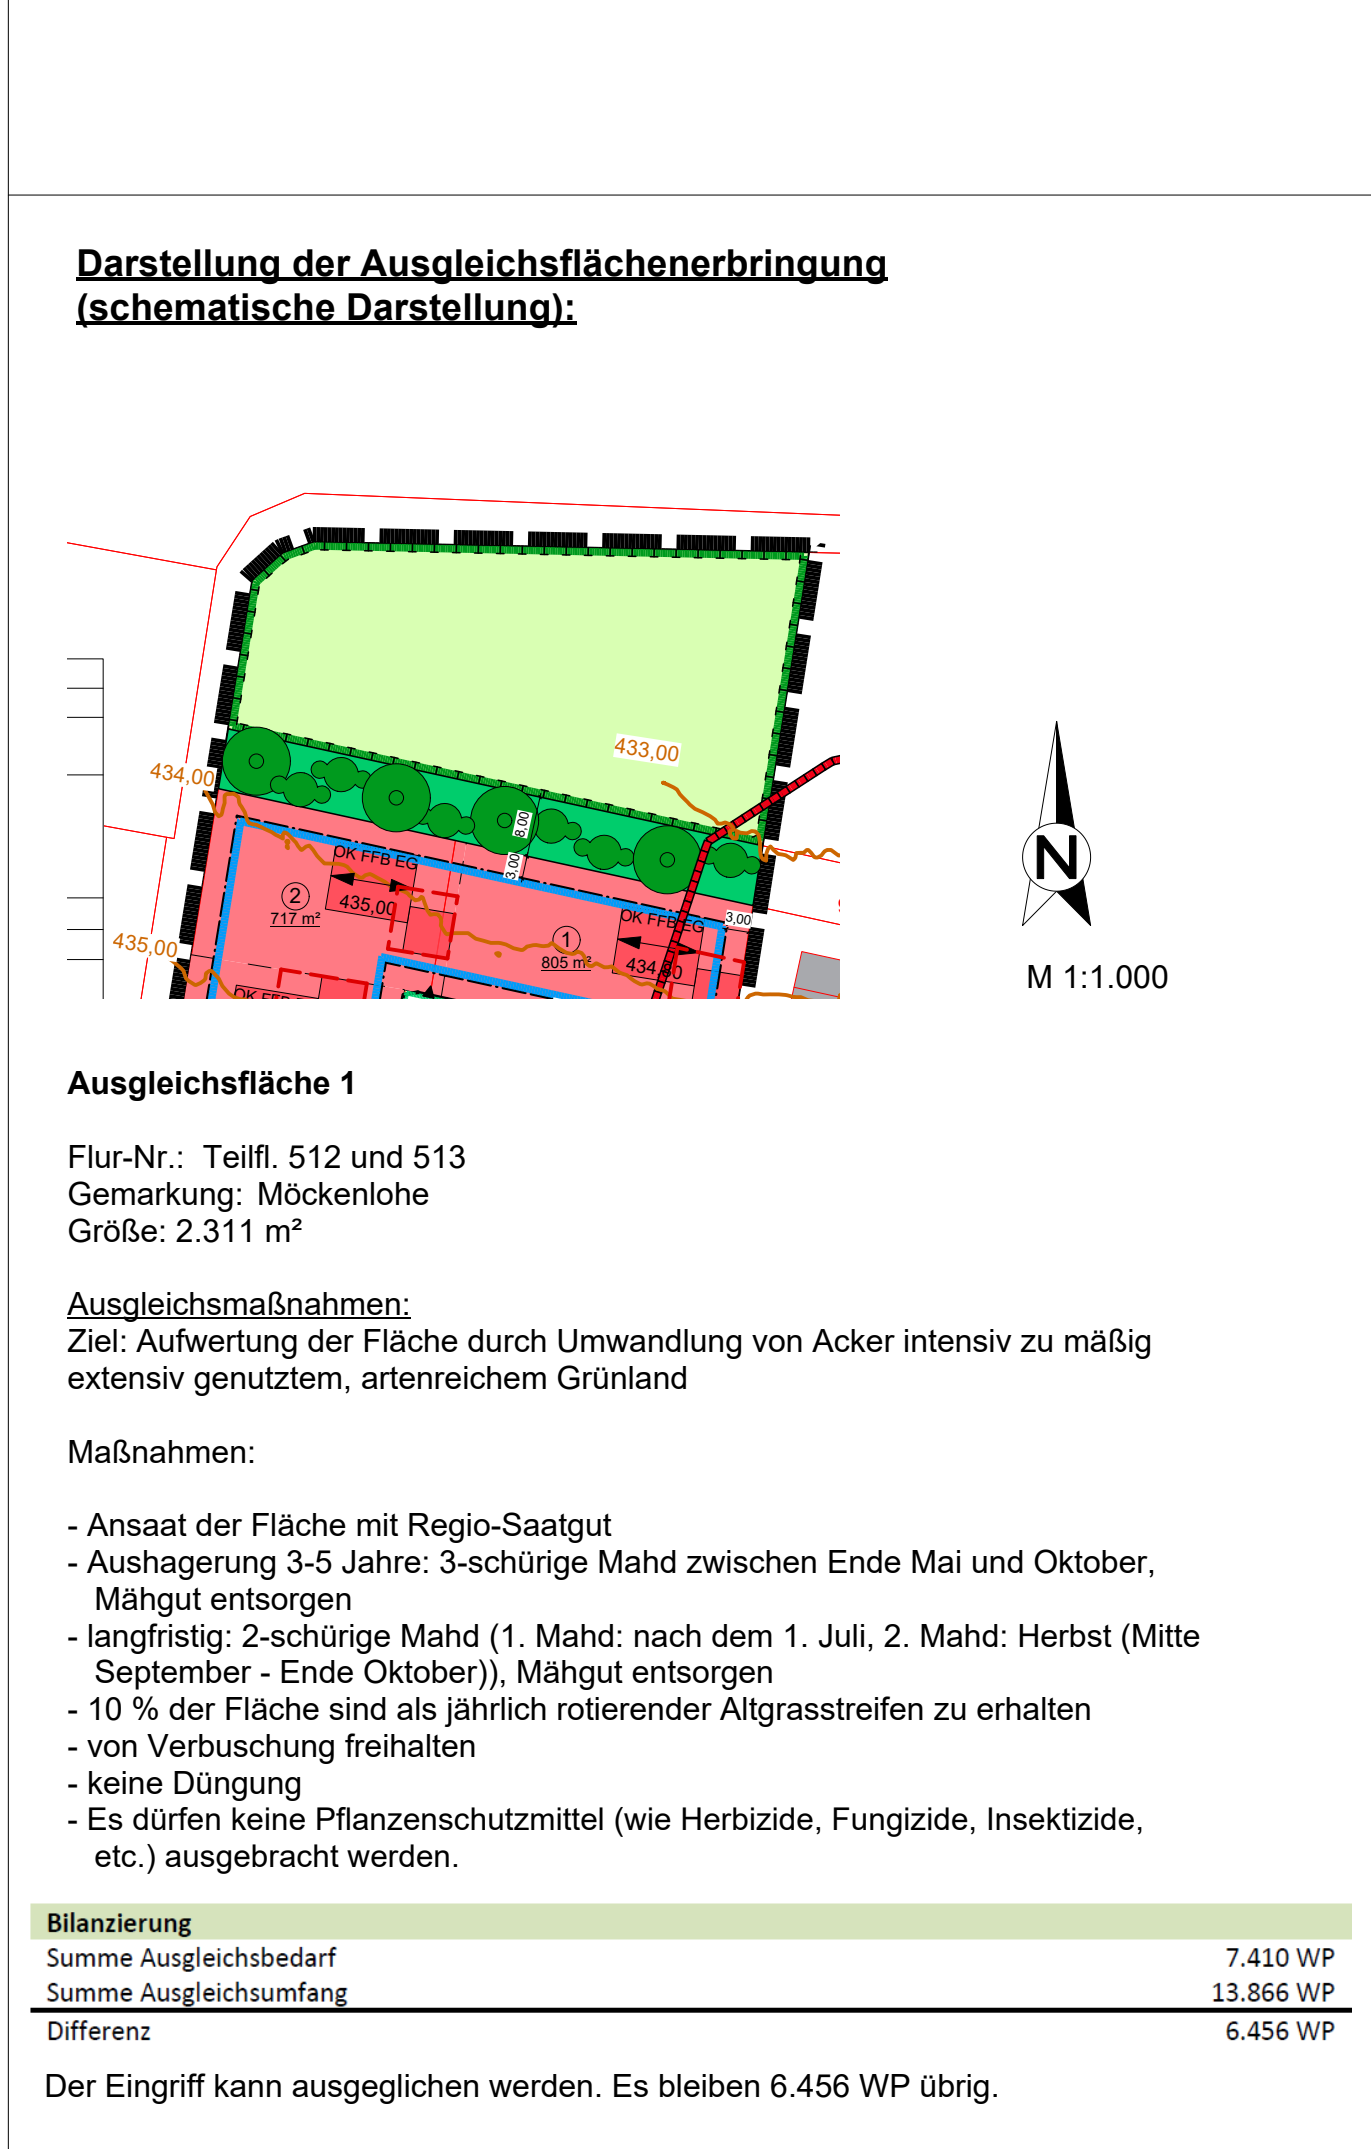 Darstellung der Ausgleichsflächenerbringung
(schematische Darstellung):
433,00
434,00
8,00
3,00
OK FFB EG
2
435,00
717 m²
1
805 m²
OK FFB EG
3,00
434,80
435,00
N
M 1:1.000
Ausgleichsfläche 1
Flur-Nr.: Teilfl. 512 und 513
Gemarkung: Möckenlohe
Größe: 2.311 m²
Ausgleichsmaßnahmen:
Ziel: Aufwertung der Fläche durch Umwandlung von Acker intensiv zu mäßig
extensiv genutztem, artenreichem Grünland
Maßnahmen:
- Ansaat der Fläche mit Regio-Saatgut
- Aushagerung 3-5 Jahre: 3-schürige Mahd zwischen Ende Mai und Oktober,
Mähgut entsorgen
- langfristig: 2-schürige Mahd (1. Mahd: nach dem 1. Juli, 2. Mahd: Herbst (Mitte
September - Ende Oktober)), Mähgut entsorgen
- 10 % der Fläche sind als jährlich rotierender Altgrasstreifen zu erhalten
- von Verbuschung freihalten
- keine Düngung
- Es dürfen keine Pflanzenschutzmittel (wie Herbizide, Fungizide, Insektizide,
etc.) ausgebracht werden.
Bilanzierung
Summe Ausgleichsbedarf 7.410 WP
Summe Ausgleichsumfang 13.866 WP
Differenz 6.456 WP
Der Eingriff kann ausgeglichen werden. Es bleiben 6.456 WP übrig.